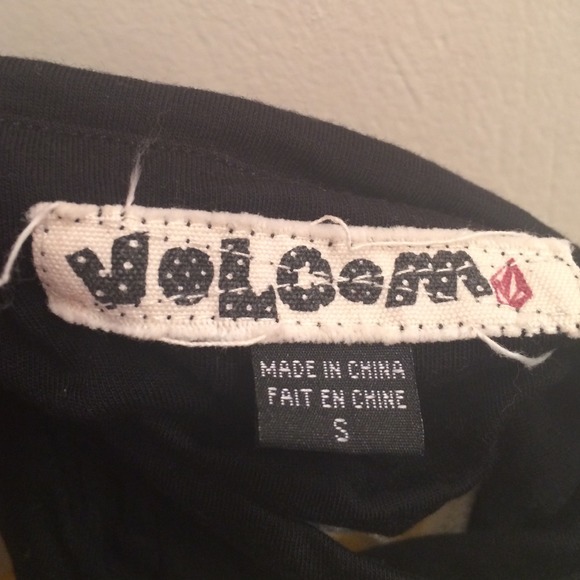 VOLCOM
MADE IN CHINA
FAIT EN CHINE
S